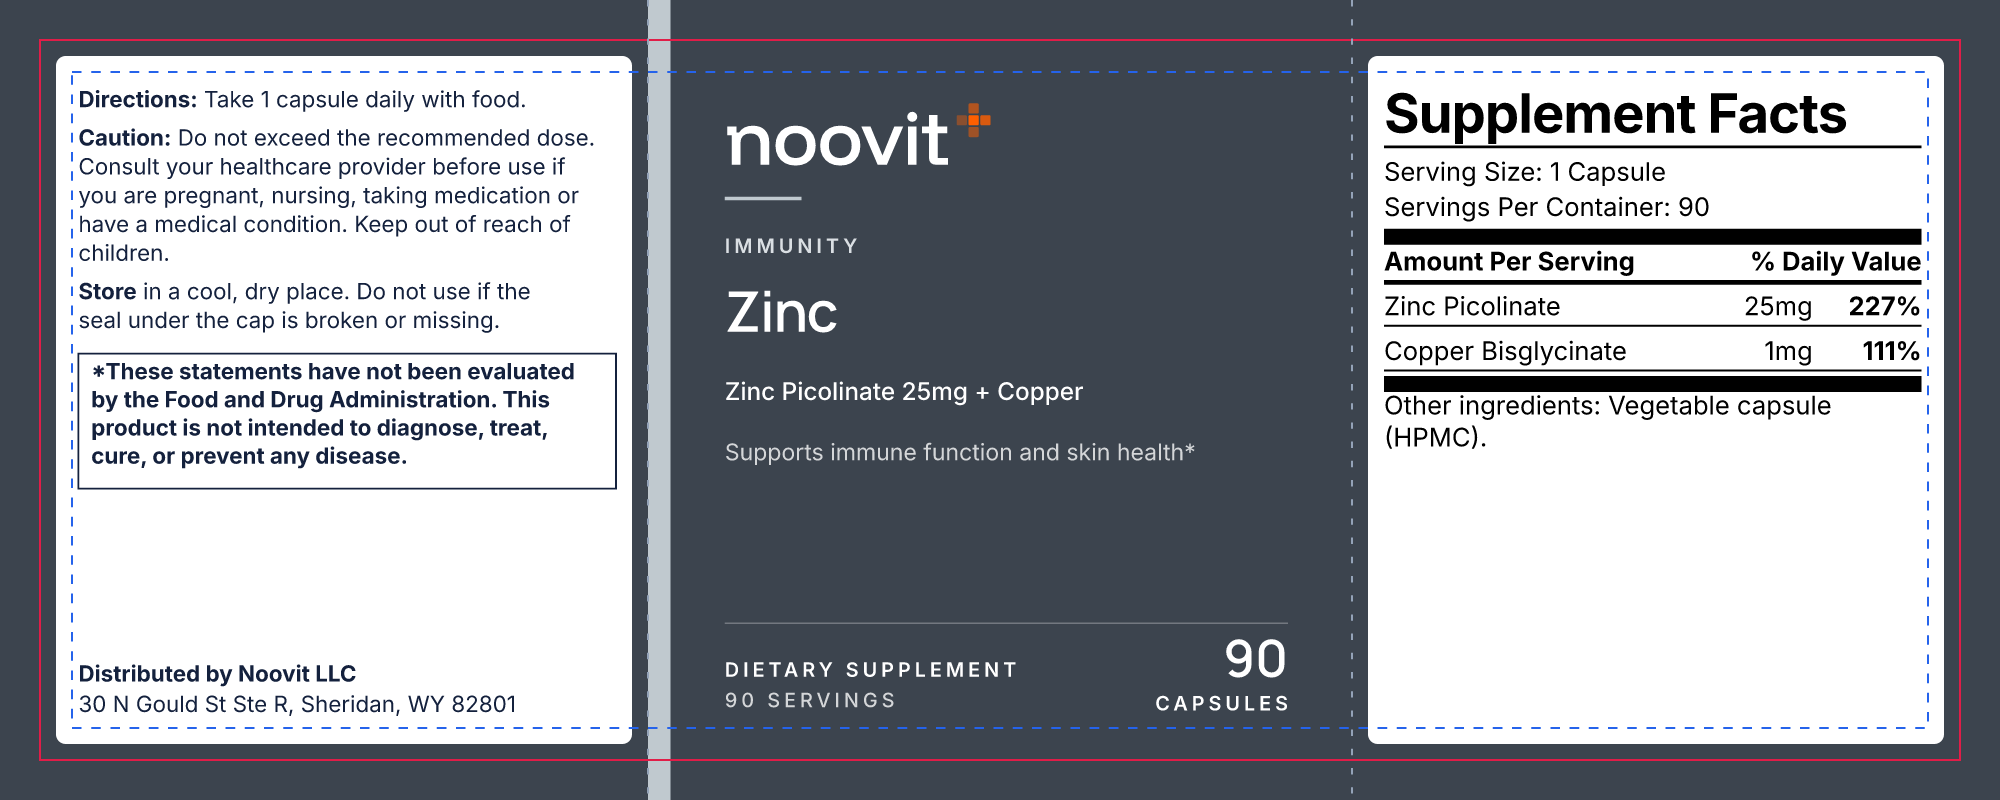 Directions: Take 1 capsule daily with food.
Caution: Do not exceed the recommended dose.
Consult your healthcare provider before use if
you are pregnant, nursing, taking medication or
have a medical condition. Keep out of reach of
children.
Store in a cool, dry place. Do not use if the
seal under the cap is broken or missing.
*These statements have not been evaluated
by the Food and Drug Administration. This
product is not intended to diagnose, treat,
cure, or prevent any disease.
Distributed by Noovit LLC
30 N Gould St Ste R, Sheridan, WY 82801
noovit
IMMUNITY
Zinc
Zinc Picolinate 25mg + Copper
Supports immune function and skin health*
DIETARY SUPPLEMENT
90 SERVINGS
90
CAPSULES
Supplement Facts
Serving Size: 1 Capsule
Servings Per Container: 90
Amount Per Serving % Daily Value
Zinc Picolinate 25mg 227%
Copper Bisglycinate 1mg 111%
Other ingredients: Vegetable capsule
(HPMC).